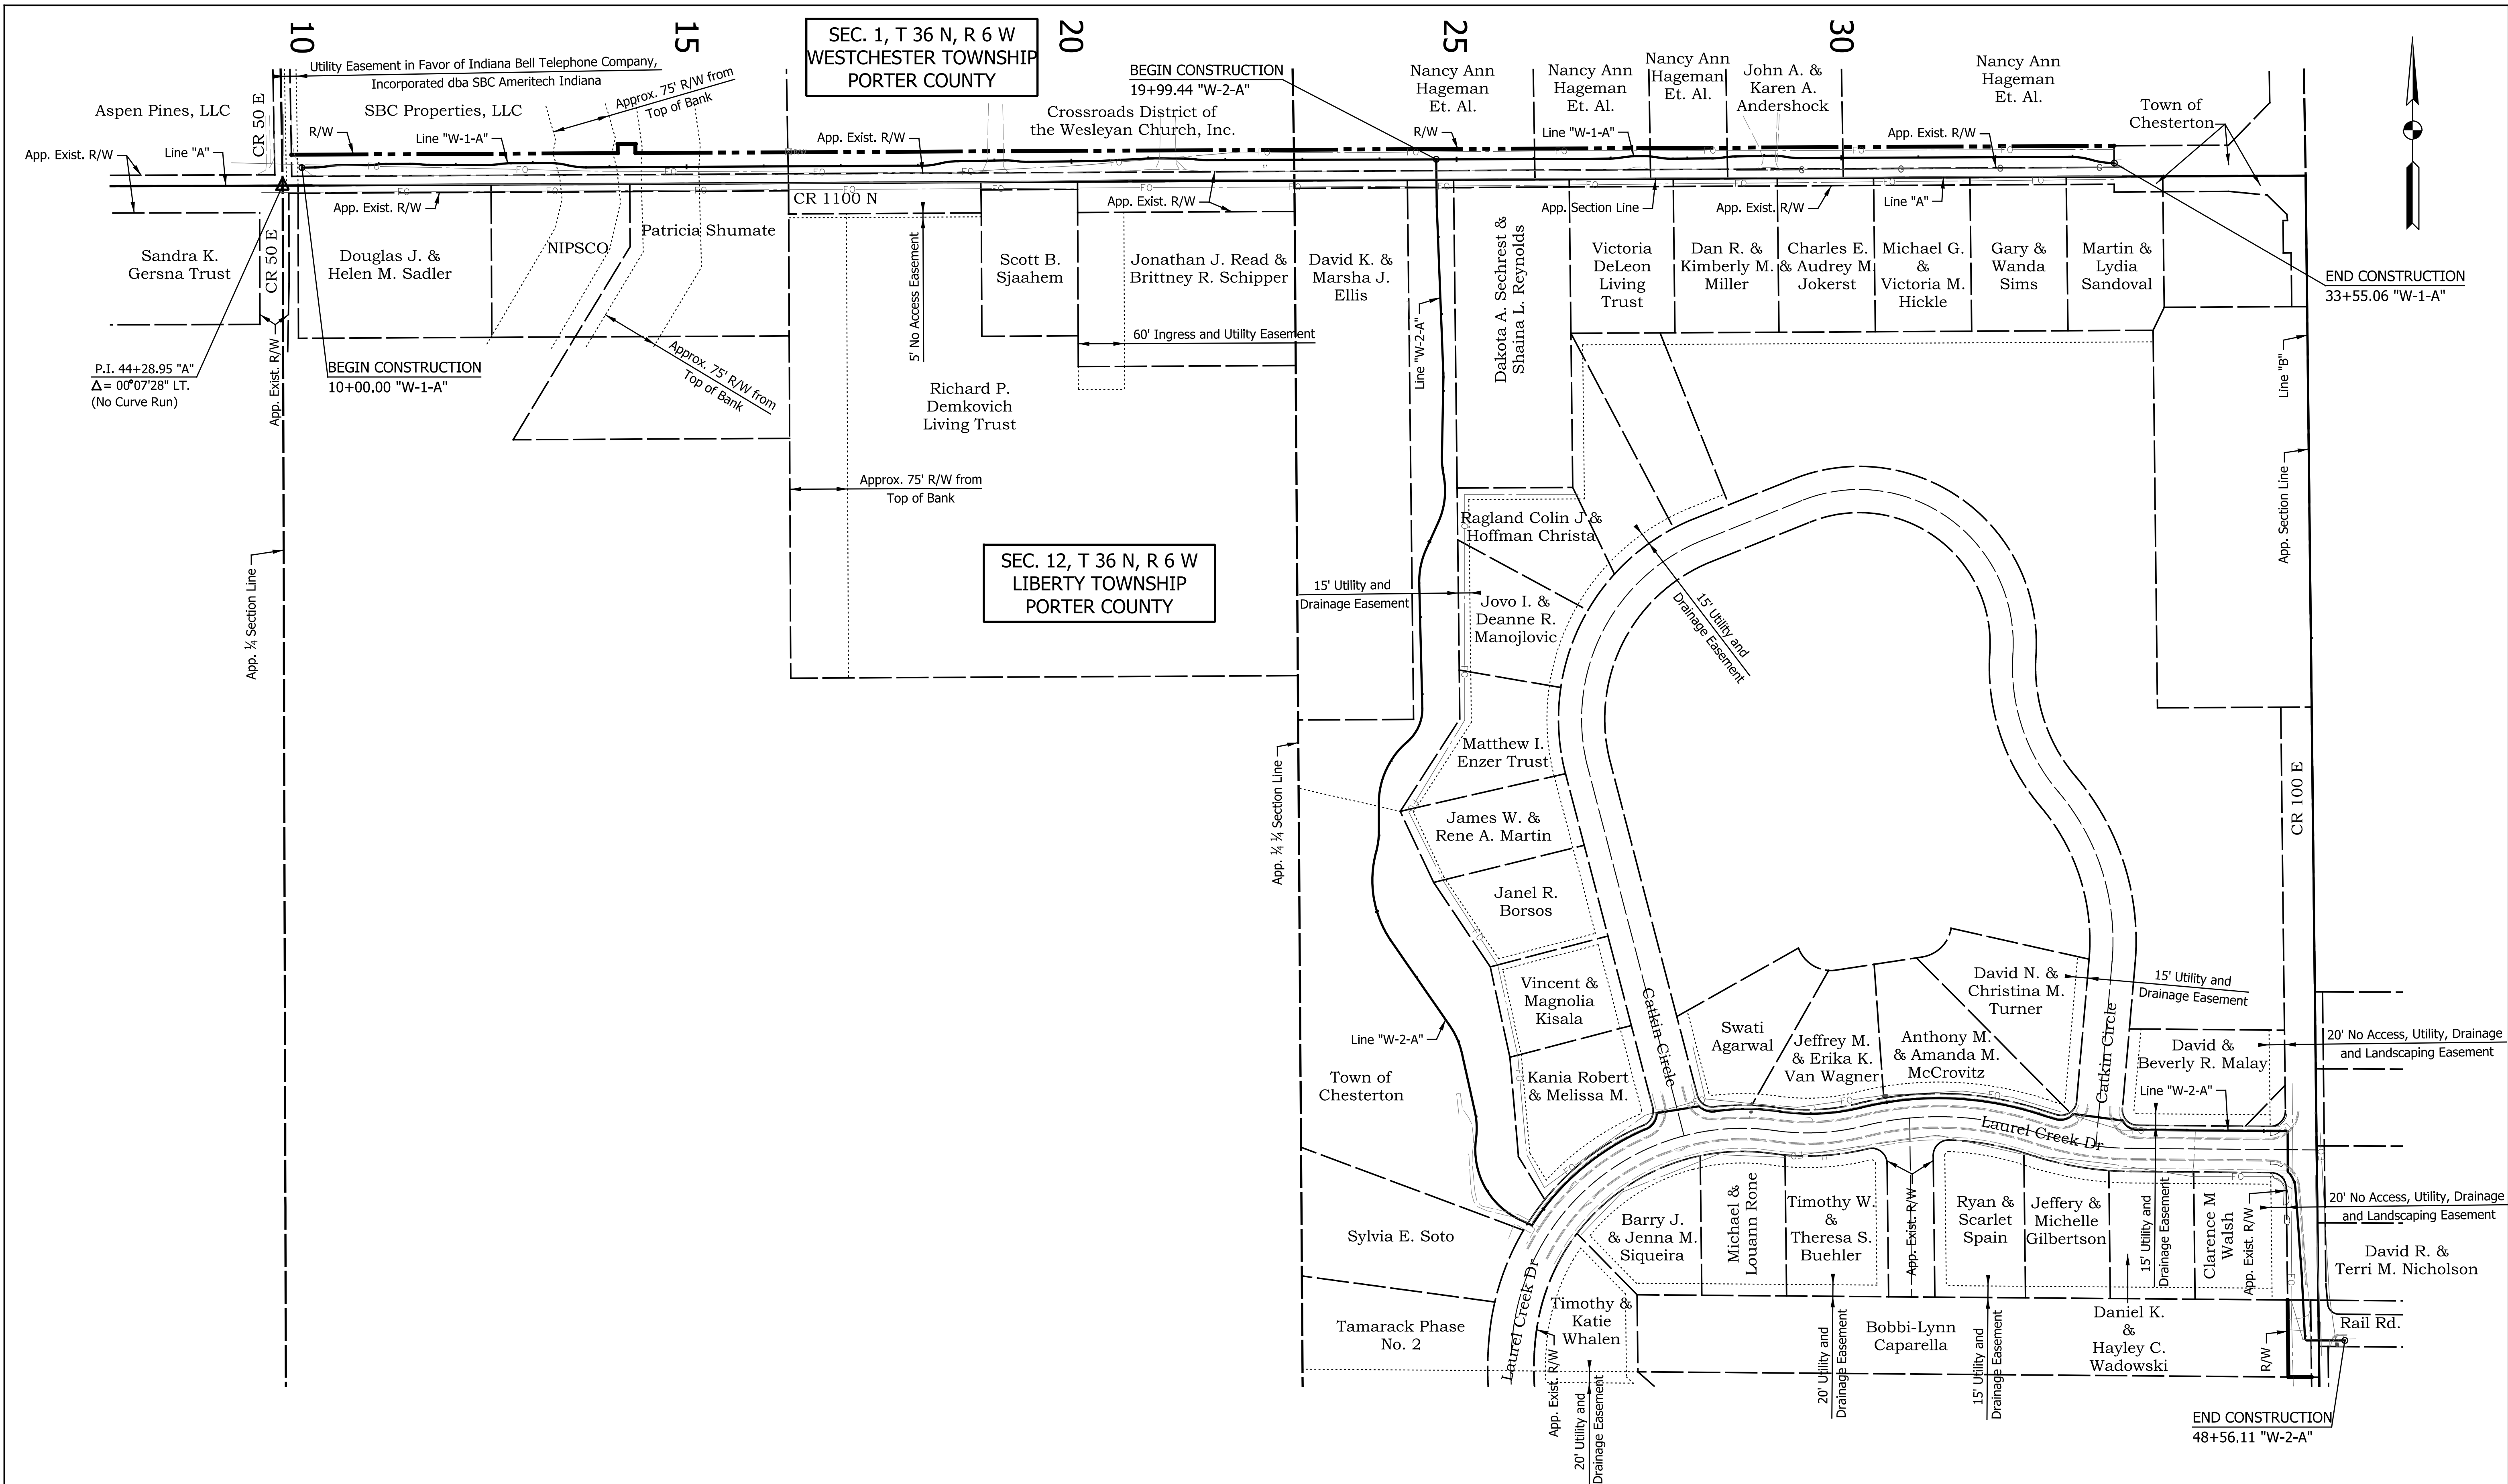 10
15
20
25
30
SEC. 1, T 36 N, R 6 W
WESTCHESTER TOWNSHIP
PORTER COUNTY
Utility Easement in Favor of Indiana Bell Telephone Company,
Incorporated dba SBC Ameritech Indiana
Aspen Pines, LLC
CR 50 E
SBC Properties, LLC
Approx. 75' R/W from
Top of Bank
R/W
Line "W-1-A"
App. Exist. R/W
Line "A"
App. Exist. R/W
Crossroads District of
the Wesleyan Church, Inc.
BEGIN CONSTRUCTION
19+99.44 "W-2-A"
Nancy Ann
Hageman
Et. Al.
R/W
Nancy Ann
Hageman
Et. Al.
Line "W-1-A"
Nancy Ann
Hageman
Et. Al.
John A. &
Karen A.
Andershock
Nancy Ann
Hageman
Et. Al.
App. Exist. R/W
Town of
Chesterton
App. Exist. R/W
CR 1100 N
App. Exist. R/W
App. Section Line
App. Exist. R/W
Line "A"
Sandra K.
Gersna Trust
CR 50 E
Douglas J. &
Helen M. Sadler
NIPSCO
Patricia Shumate
5' No Access Easement
Scott B.
Sjaahem
Jonathan J. Read &
Brittney R. Schipper
David K. &
Marsha J.
Ellis
Line "W-2-A"
Dakota A. Sechrest &
Shaina L. Reynolds
Victoria
DeLeon
Living
Trust
Dan R. &
Kimberly M.
Miller
Charles E.
& Audrey M
Jokerst
Michael G.
&
Victoria M.
Hickle
Gary &
Wanda
Sims
Martin &
Lydia
Sandoval
END CONSTRUCTION
33+55.06 "W-1-A"
P.I. 44+28.95 "A"
Δ = 00°07'28" LT.
(No Curve Run)
App. Exist. R/W
BEGIN CONSTRUCTION
10+00.00 "W-1-A"
Approx. 75' R/W from
Top of Bank
60' Ingress and Utility Easement
Richard P.
Demkovich
Living Trust
Line "B"
Approx. 75' R/W from
Top of Bank
App. Section Line
App. ¼ Section Line
SEC. 12, T 36 N, R 6 W
LIBERTY TOWNSHIP
PORTER COUNTY
Ragland Colin J &
Hoffman Christa
15' Utility and
Drainage Easement
Jovo I. &
Deanne R.
Manojlovic
15' Utility and
Drainage Easement
Matthew I.
Enzer Trust
App. ¼ ¼ Section Line
James W. &
Rene A. Martin
CR 100 E
Janel R.
Borsos
Vincent &
Magnolia
Kisala
Catkin Circle
Line "W-2-A"
Swati
Agarwal
Jeffrey M.
& Erika K.
Van Wagner
Anthony M.
& Amanda M.
McCrovitz
David N. &
Christina M.
Turner
Catkin Circle
15' Utility and
Drainage Easement
20' No Access, Utility, Drainage
and Landscaping Easement
David &
Beverly R. Malay
Line "W-2-A"
Town of
Chesterton
Kania Robert
& Melissa M.
Laurel Creek Dr
Sylvia E. Soto
Barry J.
& Jenna M.
Siqueira
Michael &
Louann Rone
Timothy W.
&
Theresa S.
Buehler
App. Exist. R/W
Ryan &
Scarlet
Spain
Jeffery &
Michelle
Gilbertson
15' Utility and
Drainage Easement
Clarence M
Walsh
App. Exist. R/W
20' No Access, Utility, Drainage
and Landscaping Easement
David R. &
Terri M. Nicholson
Tamarack Phase
No. 2
Laurel Creek Dr
App. Exist. R/W
Timothy &
Katie
Whalen
20' Utility and
Drainage Easement
20' Utility and
Drainage Easement
Bobbi-Lynn
Caparella
15' Utility and
Drainage Easement
Daniel K.
&
Hayley C.
Wadowski
R/W
Rail Rd.
END CONSTRUCTION
48+56.11 "W-2-A"